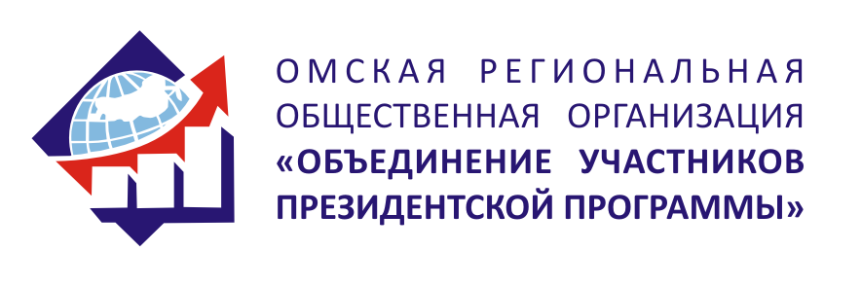 ОМСКАЯ РЕГИОНАЛЬНАЯ
ОБЩЕСТВЕННАЯ ОРГАНИЗАЦИЯ
«ОБЪЕДИНЕНИЕ УЧАСТНИКОВ
ПРЕЗИДЕНТСКОЙ ПРОГРАММЫ»